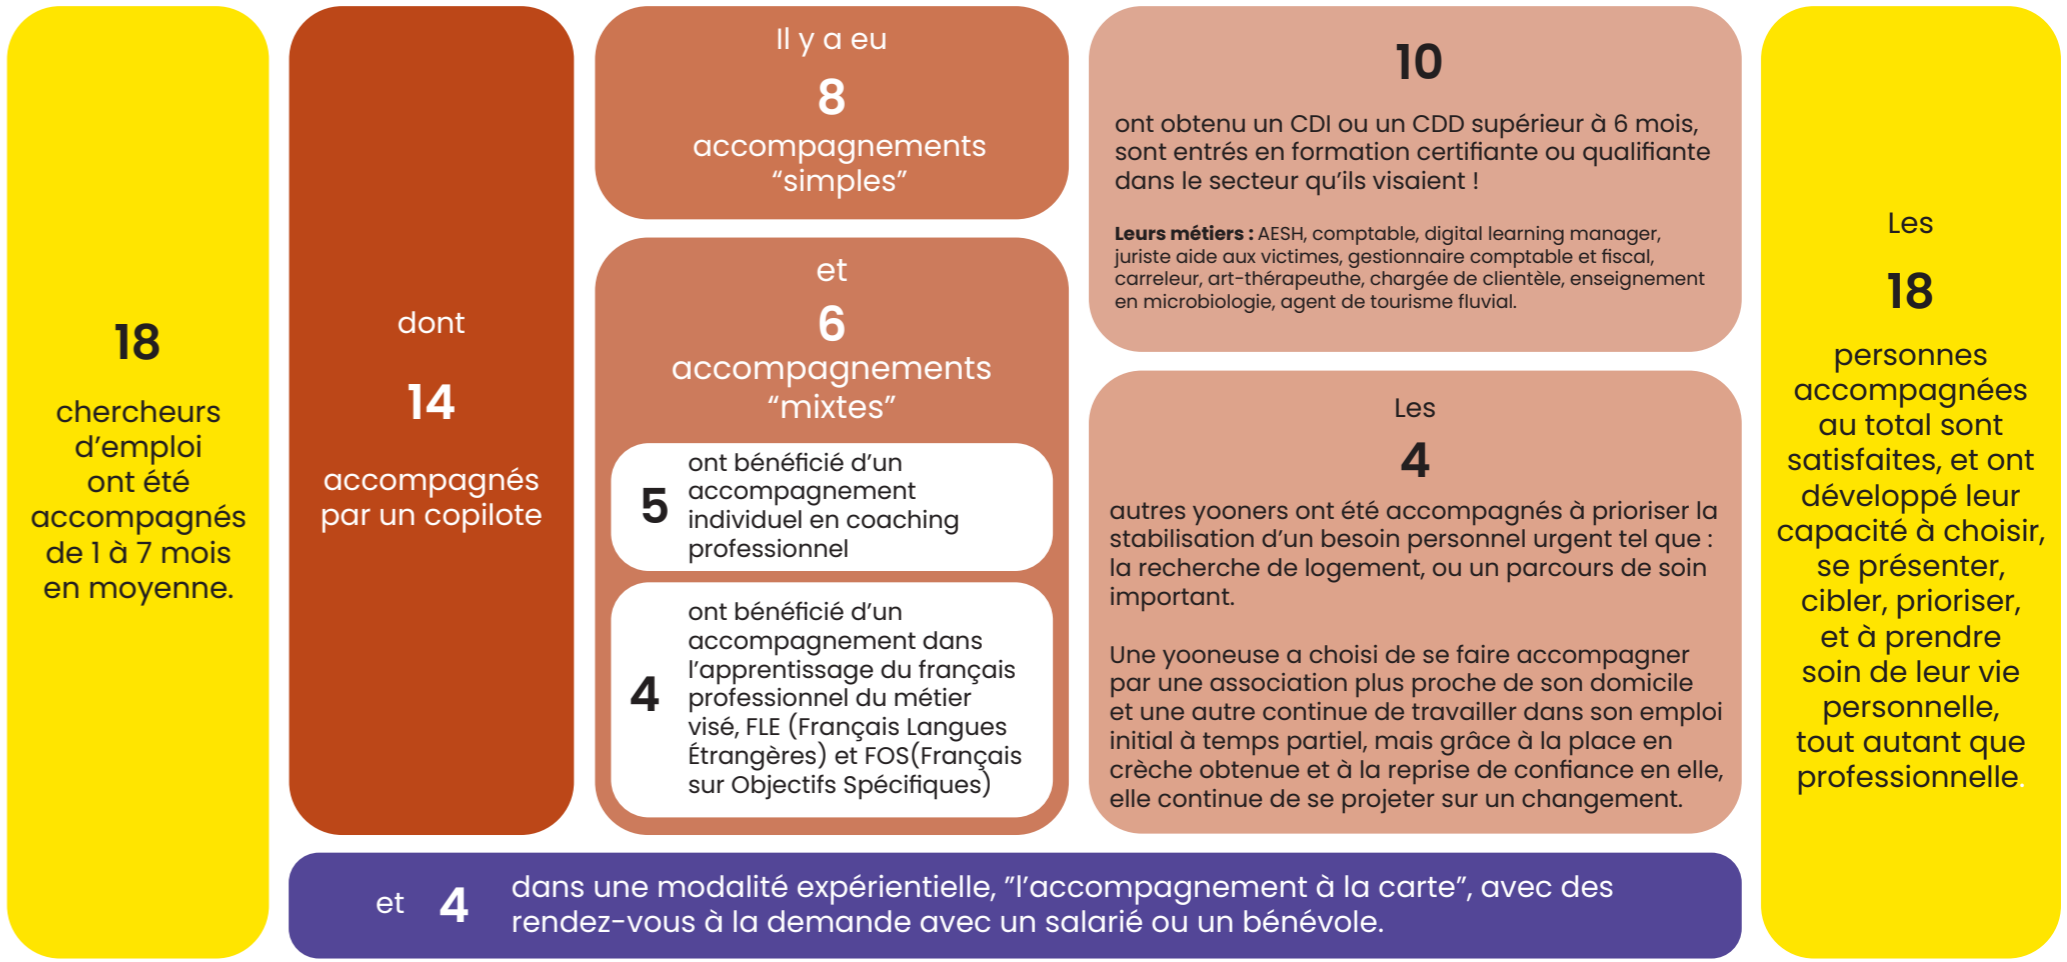 18
chercheurs
d’emploi
ont été
accompagnés
de 1 à 7 mois
en moyenne.
dont
14
accompagnés
par un copilote
Il y a eu
8
accompagnements
“simples”
et
6
accompagnements
“mixtes”
5
ont bénéficié d’un
accompagnement
individuel en coaching
professionnel
4
ont bénéficié d’un
accompagnement dans
l’apprentissage du français
professionnel du métier
visé, FLE (Français Langues
Étrangères) et FOS(Français
sur Objectifs Spécifiques)
10
ont obtenu un CDI ou un CDD supérieur à 6 mois,
sont entrés en formation certifiante ou qualifiante
dans le secteur qu’ils visaient !
Leurs métiers : AESH, comptable, digital learning manager,
juriste aide aux victimes, gestionnaire comptable et fiscal,
carreleur, art-thérapeuthe, chargée de clientèle, enseignement
en microbiologie, agent de tourisme fluvial.
Les
4
autres yooners ont été accompagnés à prioriser la
stabilisation d’un besoin personnel urgent tel que :
la recherche de logement, ou un parcours de soin
important.
Une yooneuse a choisi de se faire accompagner
par une association plus proche de son domicile
et une autre continue de travailler dans son emploi
initial à temps partiel, mais grâce à la place en
crèche obtenue et à la reprise de confiance en elle,
elle continue de se projeter sur un changement.
et 4 dans une modalité expérientielle, ”l’accompagnement à la carte”, avec des
rendez-vous à la demande avec un salarié ou un bénévole.
Les
18
personnes
accompagnées
au total sont
satisfaites, et ont
développé leur
capacité à choisir,
se présenter,
cibler, prioriser,
et à prendre
soin de leur vie
personnelle,
tout autant que
professionnelle.